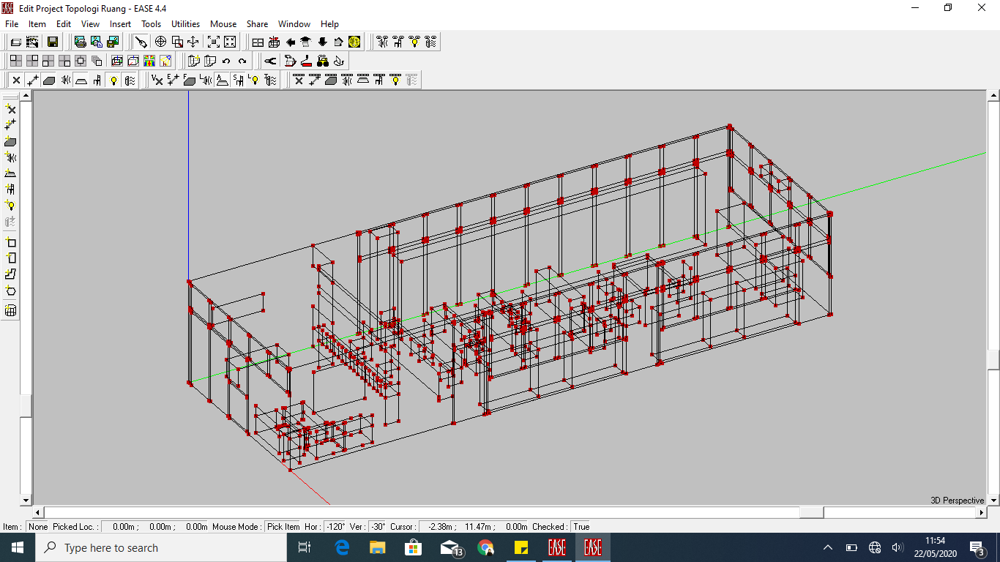 EASE Edit Project Topologi Ruang - EASE 4.4
File Item Edit View Insert Tools Utilities Mouse Share Window Help
3D Perspective
Item : None Picked Loc. : 0.00m ; 0.00m ; 0.00m Mouse Mode : Pick Item Hor : -120° Ver : -30° Cursor : -2.38m ; 11.47m ; 0.00m Checked : True
Type here to search
13
EASE
EASE
11:54
22/05/2020
3